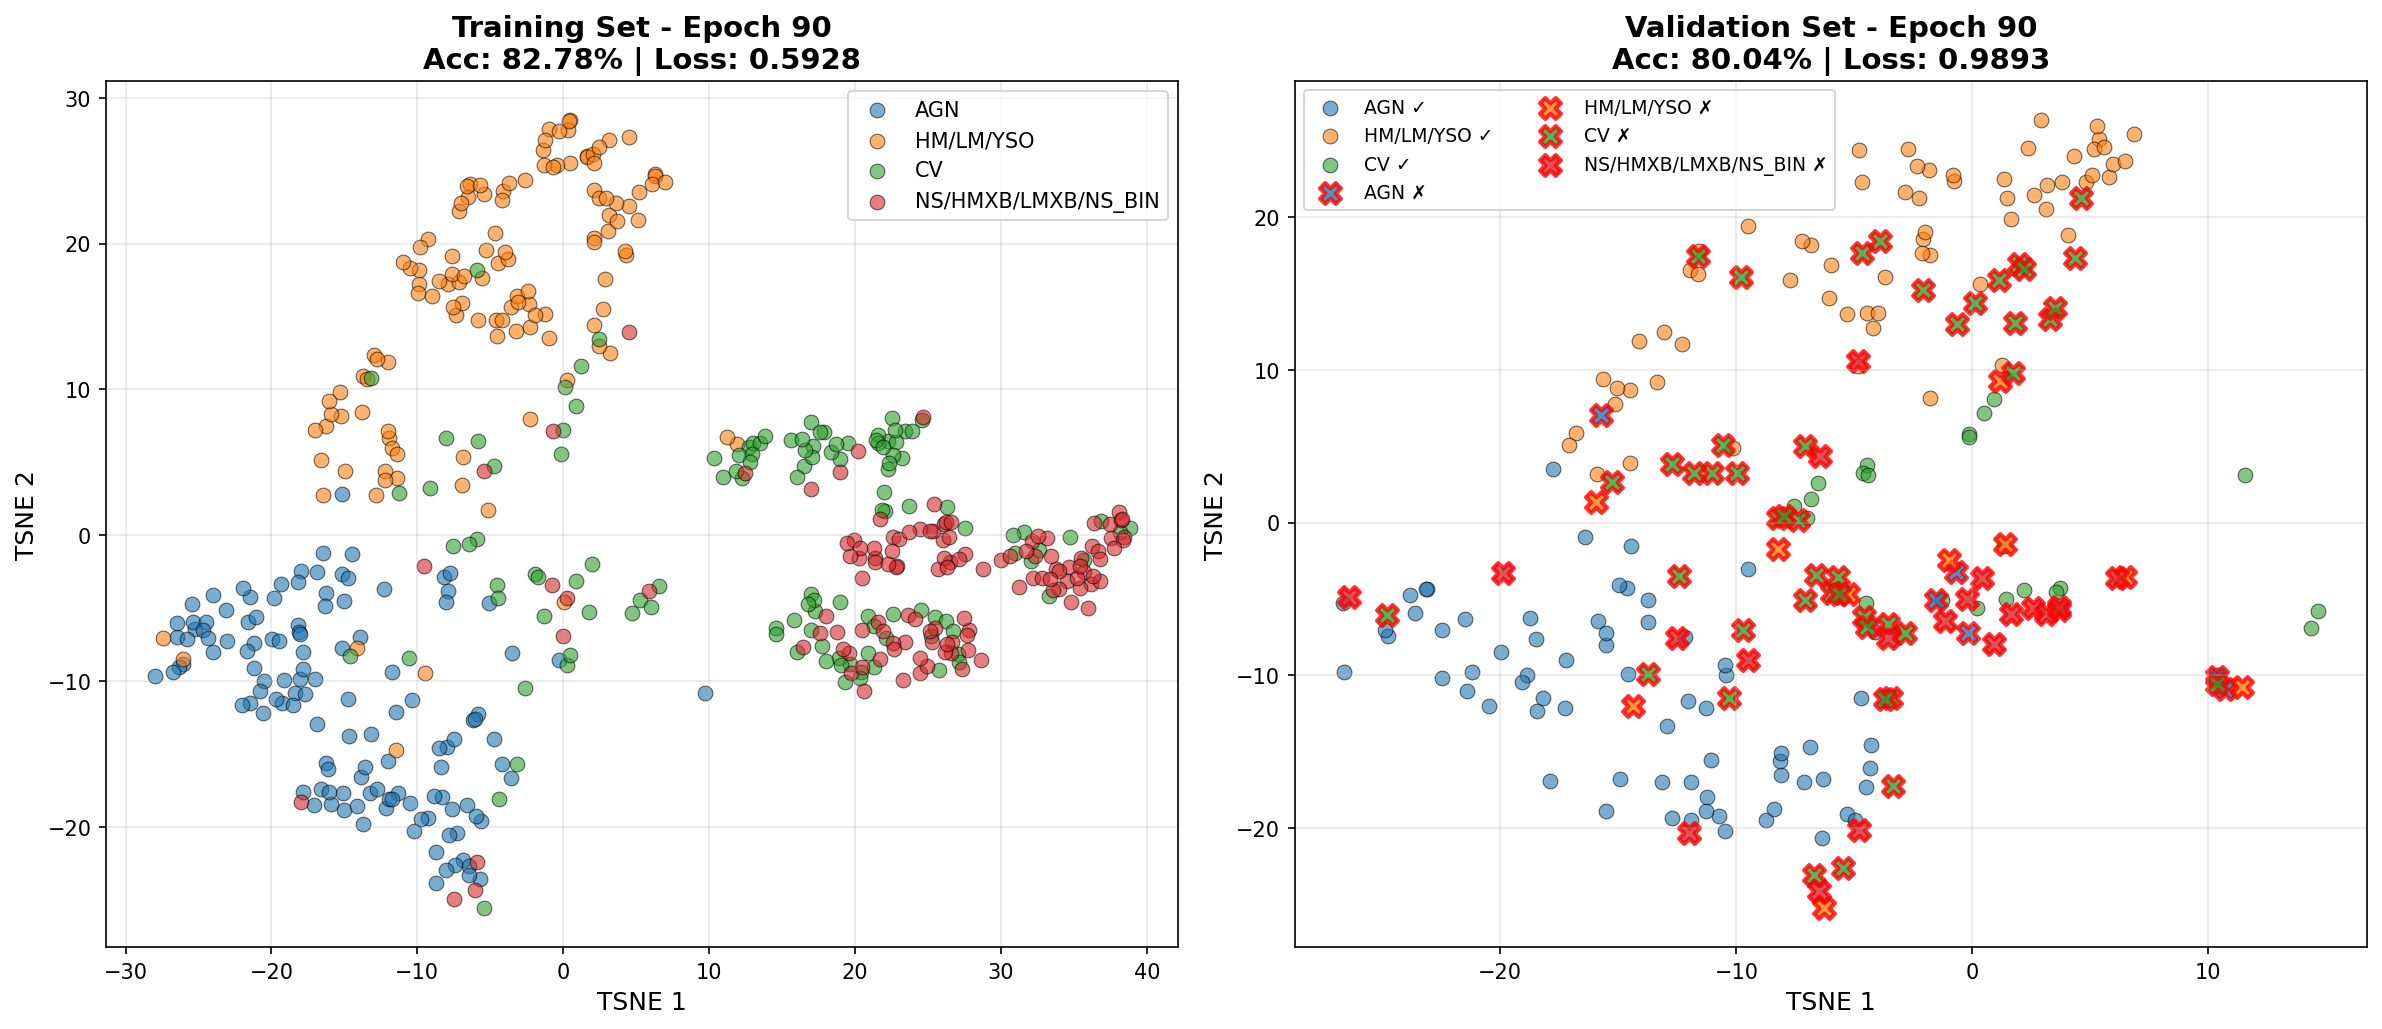 Training Set - Epoch 90
Acc: 82.78% | Loss: 0.5928
AGN
HM/LM/YSO
CV
NS/HMXB/LMXB/NS_BIN
30
20
10
0
−10
−20
TSNE 2
−30
−20
−10
0
10
20
30
40
TSNE 1
Validation Set - Epoch 90
Acc: 80.04% | Loss: 0.9893
AGN ✓
HM/LM/YSO ✓
CV ✓
AGN ✗
HM/LM/YSO ✗
CV ✗
NS/HMXB/LMXB/NS_BIN ✗
20
10
0
−10
−20
TSNE 2
−20
−10
0
10
TSNE 1